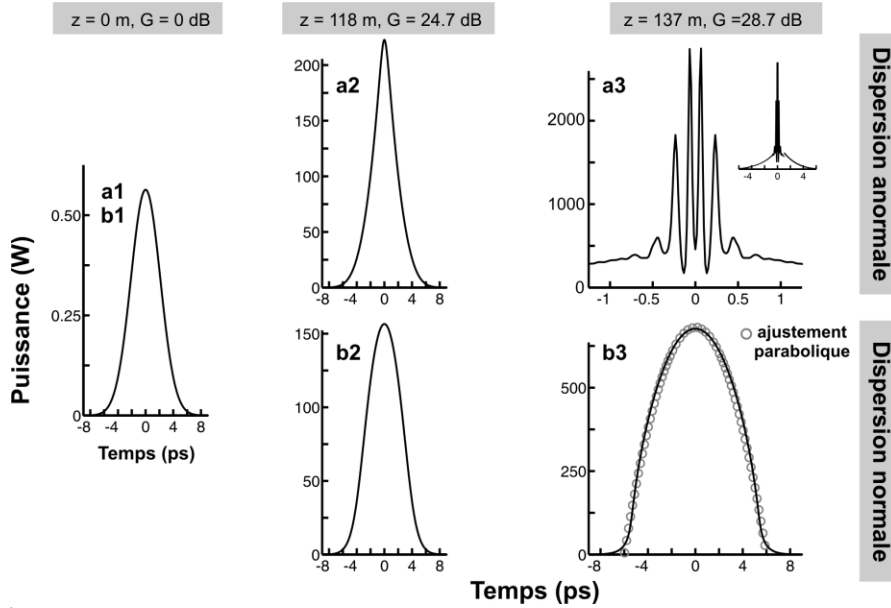 z = 0 m, G = 0 dB
z = 118 m, G = 24.7 dB
z = 137 m, G =28.7 dB
Dispersion anormale
Dispersion normale
Puissance (W)
a1
b1
0.50
0.25
0
-8 -4 0 4 8
Temps (ps)
a2
200
150
100
50
0
-8 -4 0 4 8
a3
2000
1000
0
-1 -0.5 0 0.5 1
-4 0 4
b2
150
100
50
0
-8 -4 0 4 8
b3
ajustement
parabolique
500
250
0
-8 -4 0 4 8
Temps (ps)